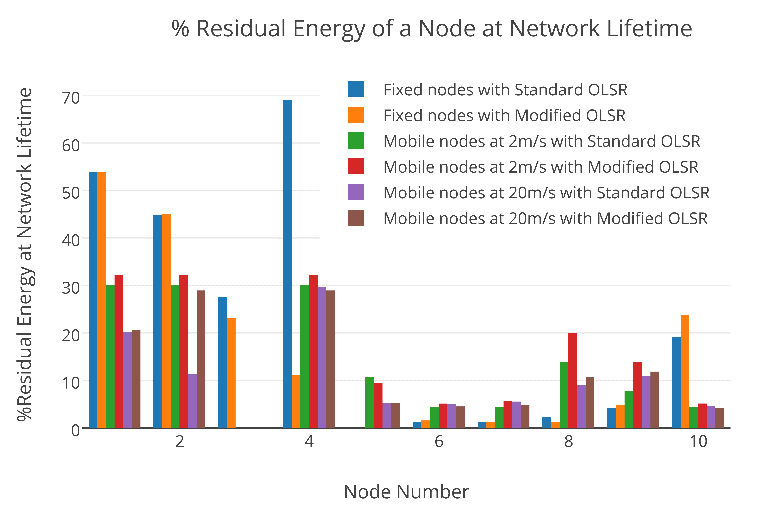 % Residual Energy of a Node at Network Lifetime
%Residual Energy at Network Lifetime
70
60
50
40
30
20
10
0
Fixed nodes with Standard OLSR
Fixed nodes with Modified OLSR
Mobile nodes at 2m/s with Standard OLSR
Mobile nodes at 2m/s with Modified OLSR
Mobile nodes at 20m/s with Standard OLSR
Mobile nodes at 20m/s with Modified OLSR
2 4 6 8 10
Node Number